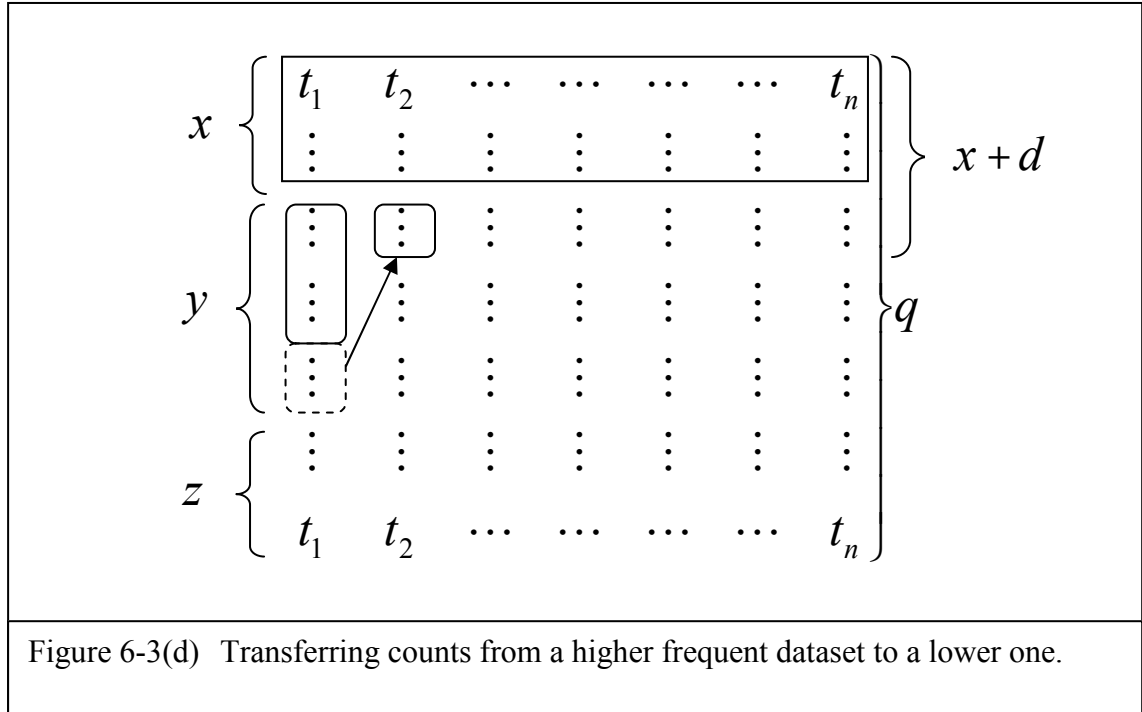 t₁ t₂ ⋯ ⋯ ⋯ ⋯ tₙ
x ⋮ ⋮ ⋮ ⋮ ⋮ ⋮ ⋮ x + d
⋮ ⋮ ⋮ ⋮ ⋮ ⋮ ⋮
y ⋮ ⋮ ⋮ ⋮ ⋮ ⋮ ⋮ q
⋮ ⋮ ⋮ ⋮ ⋮ ⋮ ⋮
⋮ ⋮ ⋮ ⋮ ⋮ ⋮ ⋮
z
t₁ t₂ ⋯ ⋯ ⋯ ⋯ tₙ
Figure 6-3(d) Transferring counts from a higher frequent dataset to a lower one.